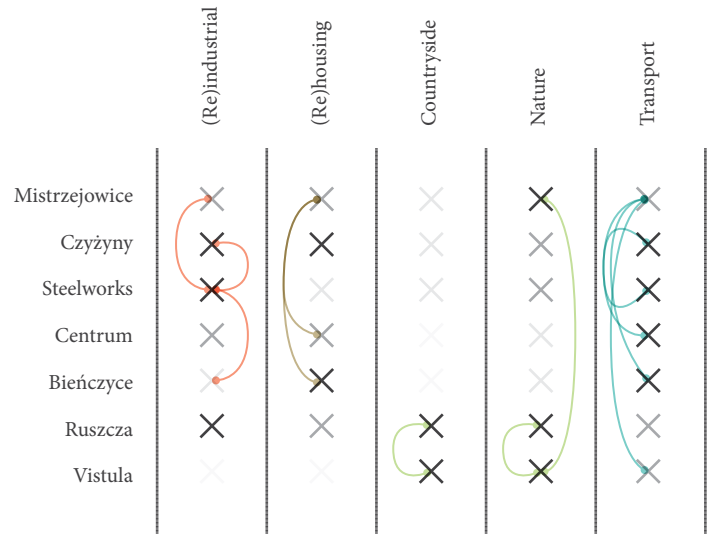 (Re)industrial
(Re)housing
Countryside
Nature
Transport
Mistrzejowice
Czyżyny
Steelworks
Centrum
Bieńczyce
Ruszcza
Vistula